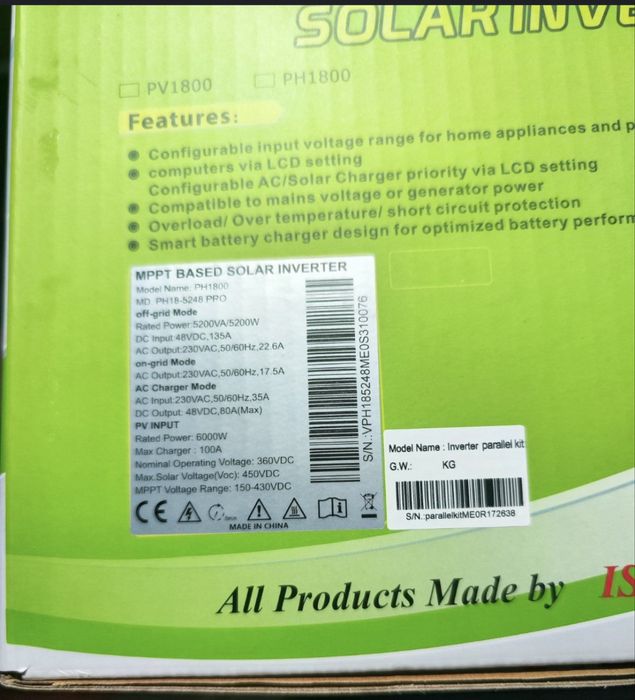 SOLAR INVE
PV1800 PH1800
Features:
Configurable input voltage range for home appliances and p
computers via LCD setting
Configurable AC/Solar Charger priority via LCD setting
Compatible to mains voltage or generator power
Overload/ Over temperature/ short circuit protection
Smart battery charger design for optimized battery perform
MPPT BASED SOLAR INVERTER
Model Name: PH1800
MD: PH18-5248 PRO
off-grid Mode
Rated Power:5200VA/5200W
DC Input:48VDC,135A
AC Output:230VAC,50/60Hz,22.6A
on-grid Mode
AC Output:230VAC,50/60Hz,17.5A
AC Charger Mode
AC Input:230VAC,50/60Hz,35A
DC Output: 48VDC,80A(Max)
PV INPUT
Rated Power: 6000W
Max Charger : 100A
Nominal Operating Voltage: 360VDC
Max.Solar Voltage(Voc): 450VDC
MPPT Voltage Range: 150-430VDC
S/N.:VPH185248ME0S310076
CE
MADE IN CHINA
Model Name : Inverter parallel kit
G.W.: KG
S/N.:parallelkitME0R172638
All Products Made by IS